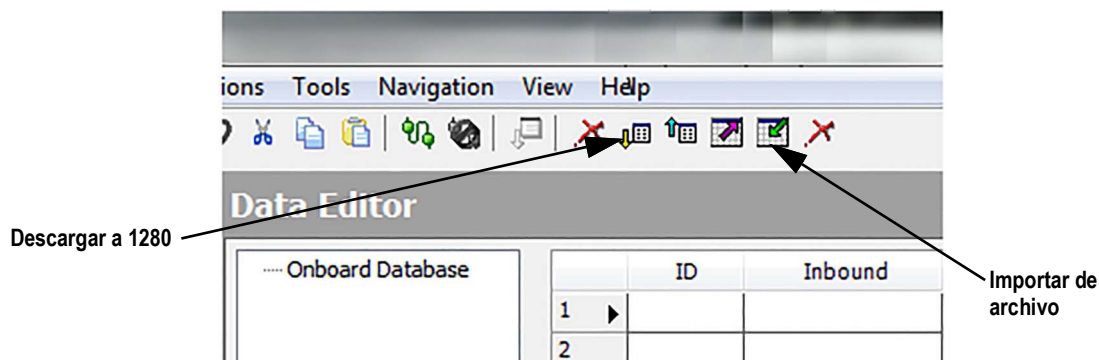 ions Tools Navigation View Help
Data Editor
Descargar a 1280
Onboard Database
ID Inbound
Importar de
archivo
1
2